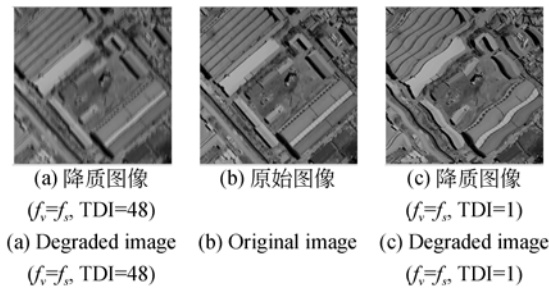 (a) 降质图像 (b) 原始图像 (c) 降质图像
(fv=fs, TDI=48) (fv=fs, TDI=1)
(a) Degraded image (b) Original image (c) Degraded image
(fv=fs, TDI=48) (fv=fs, TDI=1)